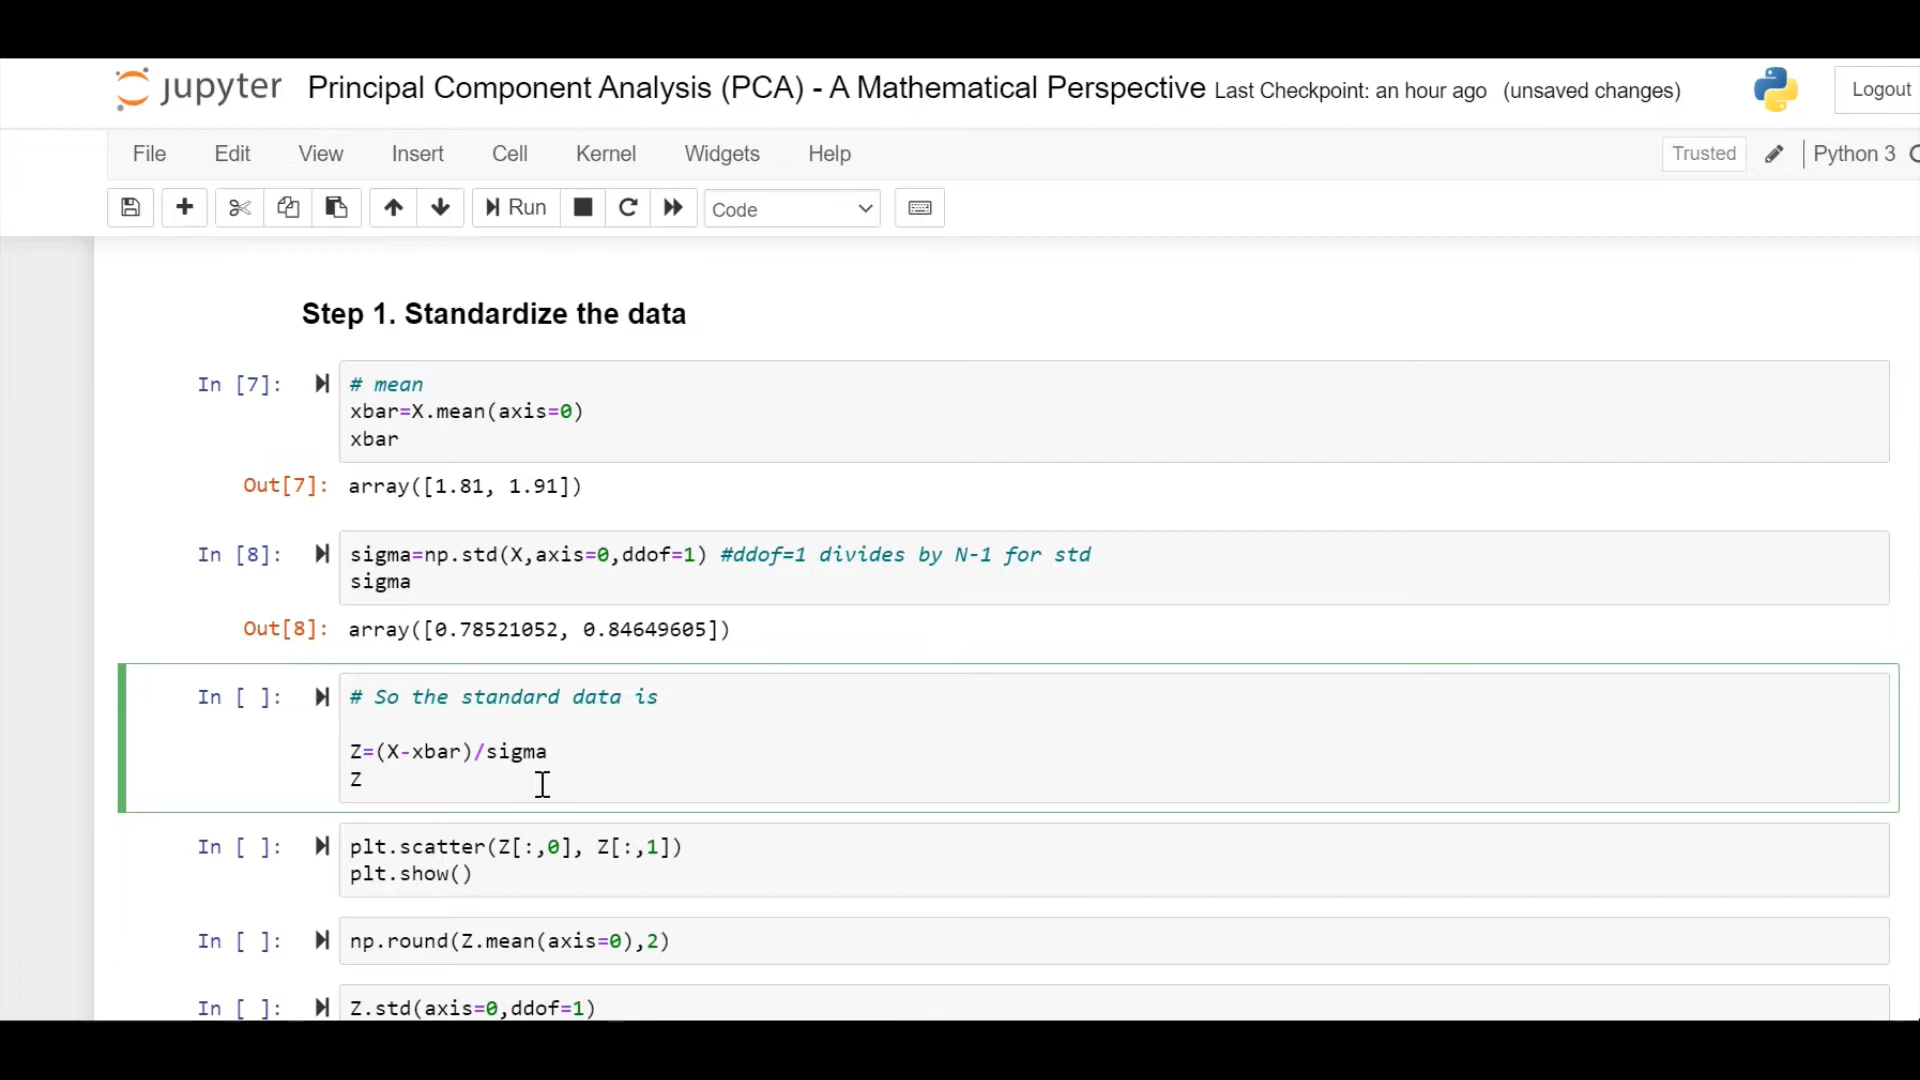 jupyter Principal Component Analysis (PCA) - A Mathematical Perspective Last Checkpoint: an hour ago (unsaved changes) Logout
File Edit View Insert Cell Kernel Widgets Help Trusted Python 3
Run Code
Step 1. Standardize the data
In [7]: # mean
xbar=X.mean(axis=0)
xbar
Out[7]: array([1.81, 1.91])
In [8]: sigma=np.std(X,axis=0,ddof=1) #ddof=1 divides by N-1 for std
sigma
Out[8]: array([0.78521052, 0.84649605])
In [ ]: # So the standard data is
Z=(X-xbar)/sigma
Z
In [ ]: plt.scatter(Z[:,0], Z[:,1])
plt.show()
In [ ]: np.round(Z.mean(axis=0),2)
In [ ]: Z.std(axis=0,ddof=1)